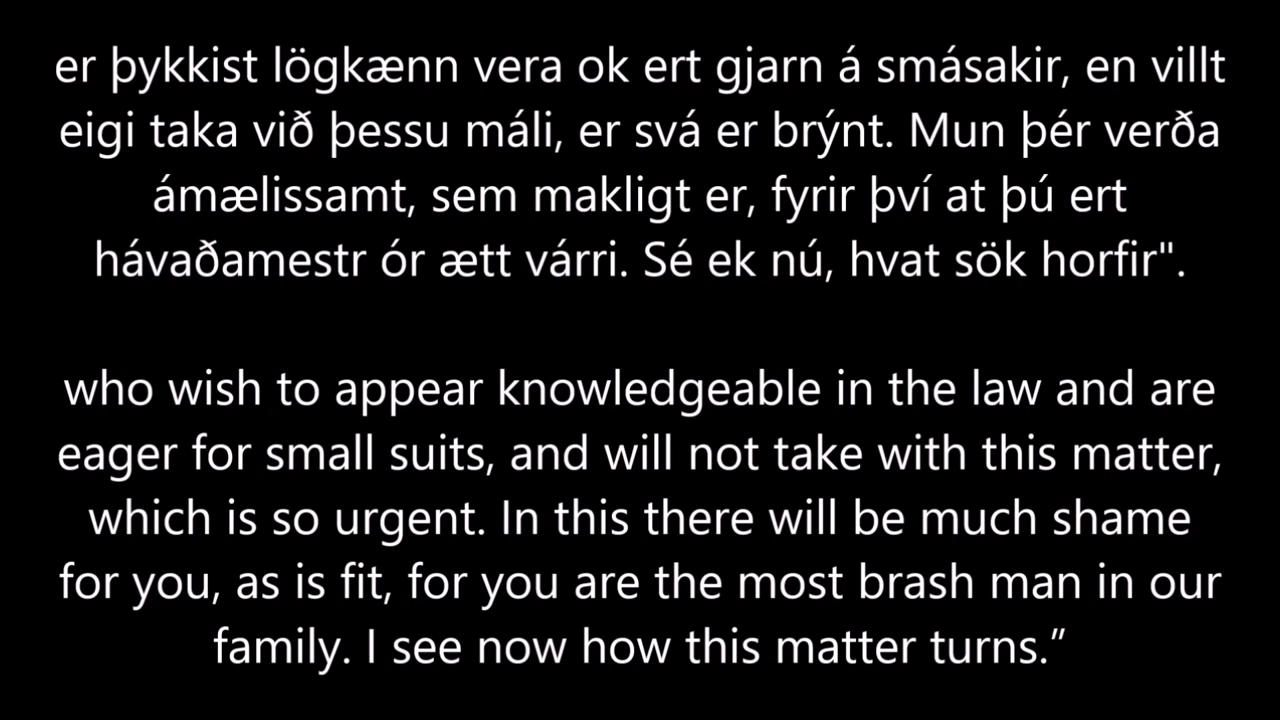 er þykkist lögkænn vera ok ert gjarn á smásakir, en villt
eigi taka við þessu máli, er svá er brýnt. Mun þér verða
ámælissamt, sem makligt er, fyrir því at þú ert
hávaðamestr ór ætt várri. Sé ek nú, hvat sök horfir".
who wish to appear knowledgeable in the law and are
eager for small suits, and will not take with this matter,
which is so urgent. In this there will be much shame
for you, as is fit, for you are the most brash man in our
family. I see now how this matter turns.”